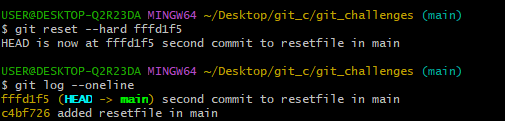 USER@DESKTOP-Q2R23DA MINGW64 ~/Desktop/git_c/git_challenges (main)
$ git reset --hard fffd1f5
HEAD is now at fffd1f5 second commit to resetfile in main
USER@DESKTOP-Q2R23DA MINGW64 ~/Desktop/git_c/git_challenges (main)
$ git log --oneline
fffd1f5 (HEAD -> main) second commit to resetfile in main
c4bf726 added resetfile in main